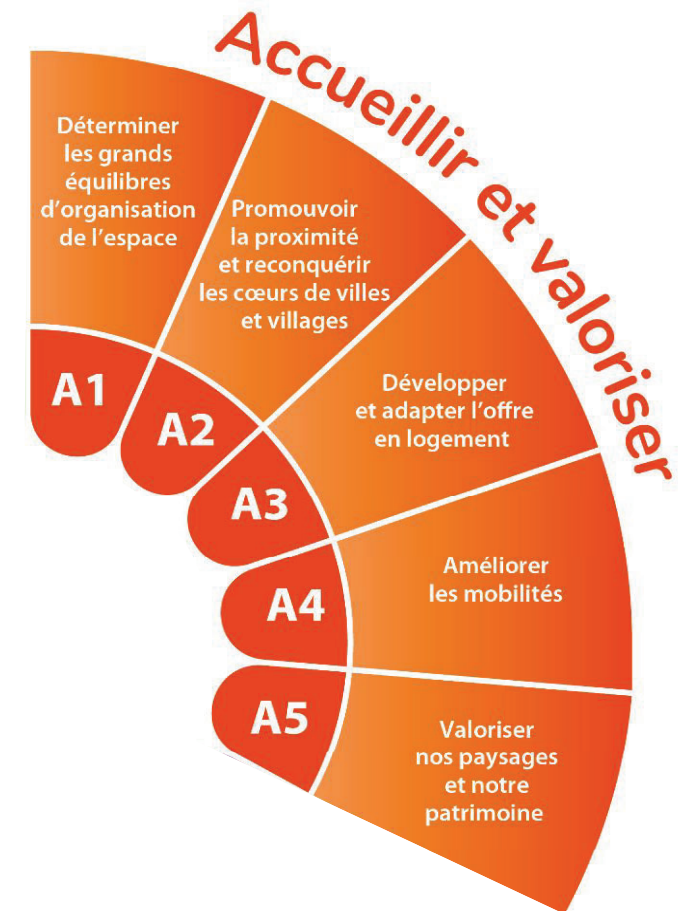 Accueillir et valoriser
Déterminer
les grands
équilibres
d'organisation
de l'espace
A1
Promouvoir
la proximité
et reconquérir
les cœurs de villes
et villages
A2
Développer
et adapter l'offre
en logement
A3
Améliorer
les mobilités
A4
Valoriser
nos paysages
et notre
patrimoine
A5